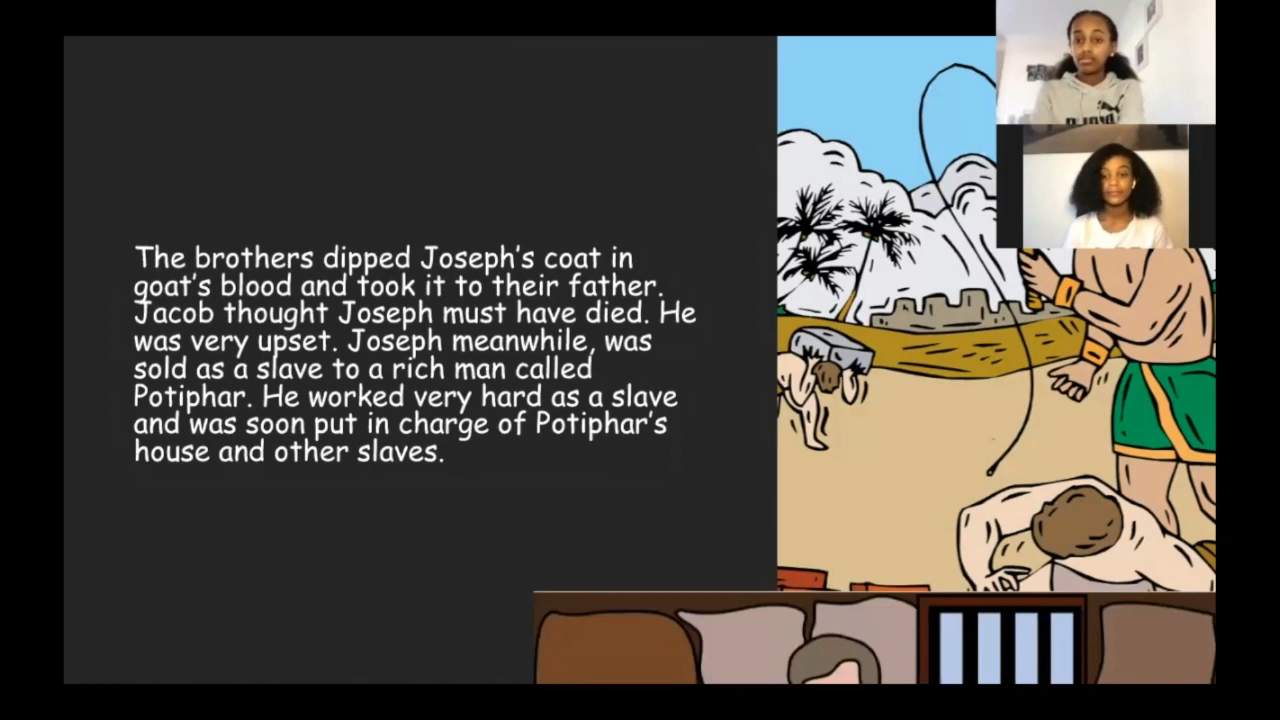 The brothers dipped Joseph's coat in
goat's blood and took it to their father.
Jacob thought Joseph must have died. He
was very upset. Joseph meanwhile, was
sold as a slave to a rich man called
Potiphar. He worked very hard as a slave
and was soon put in charge of Potiphar's
house and other slaves.